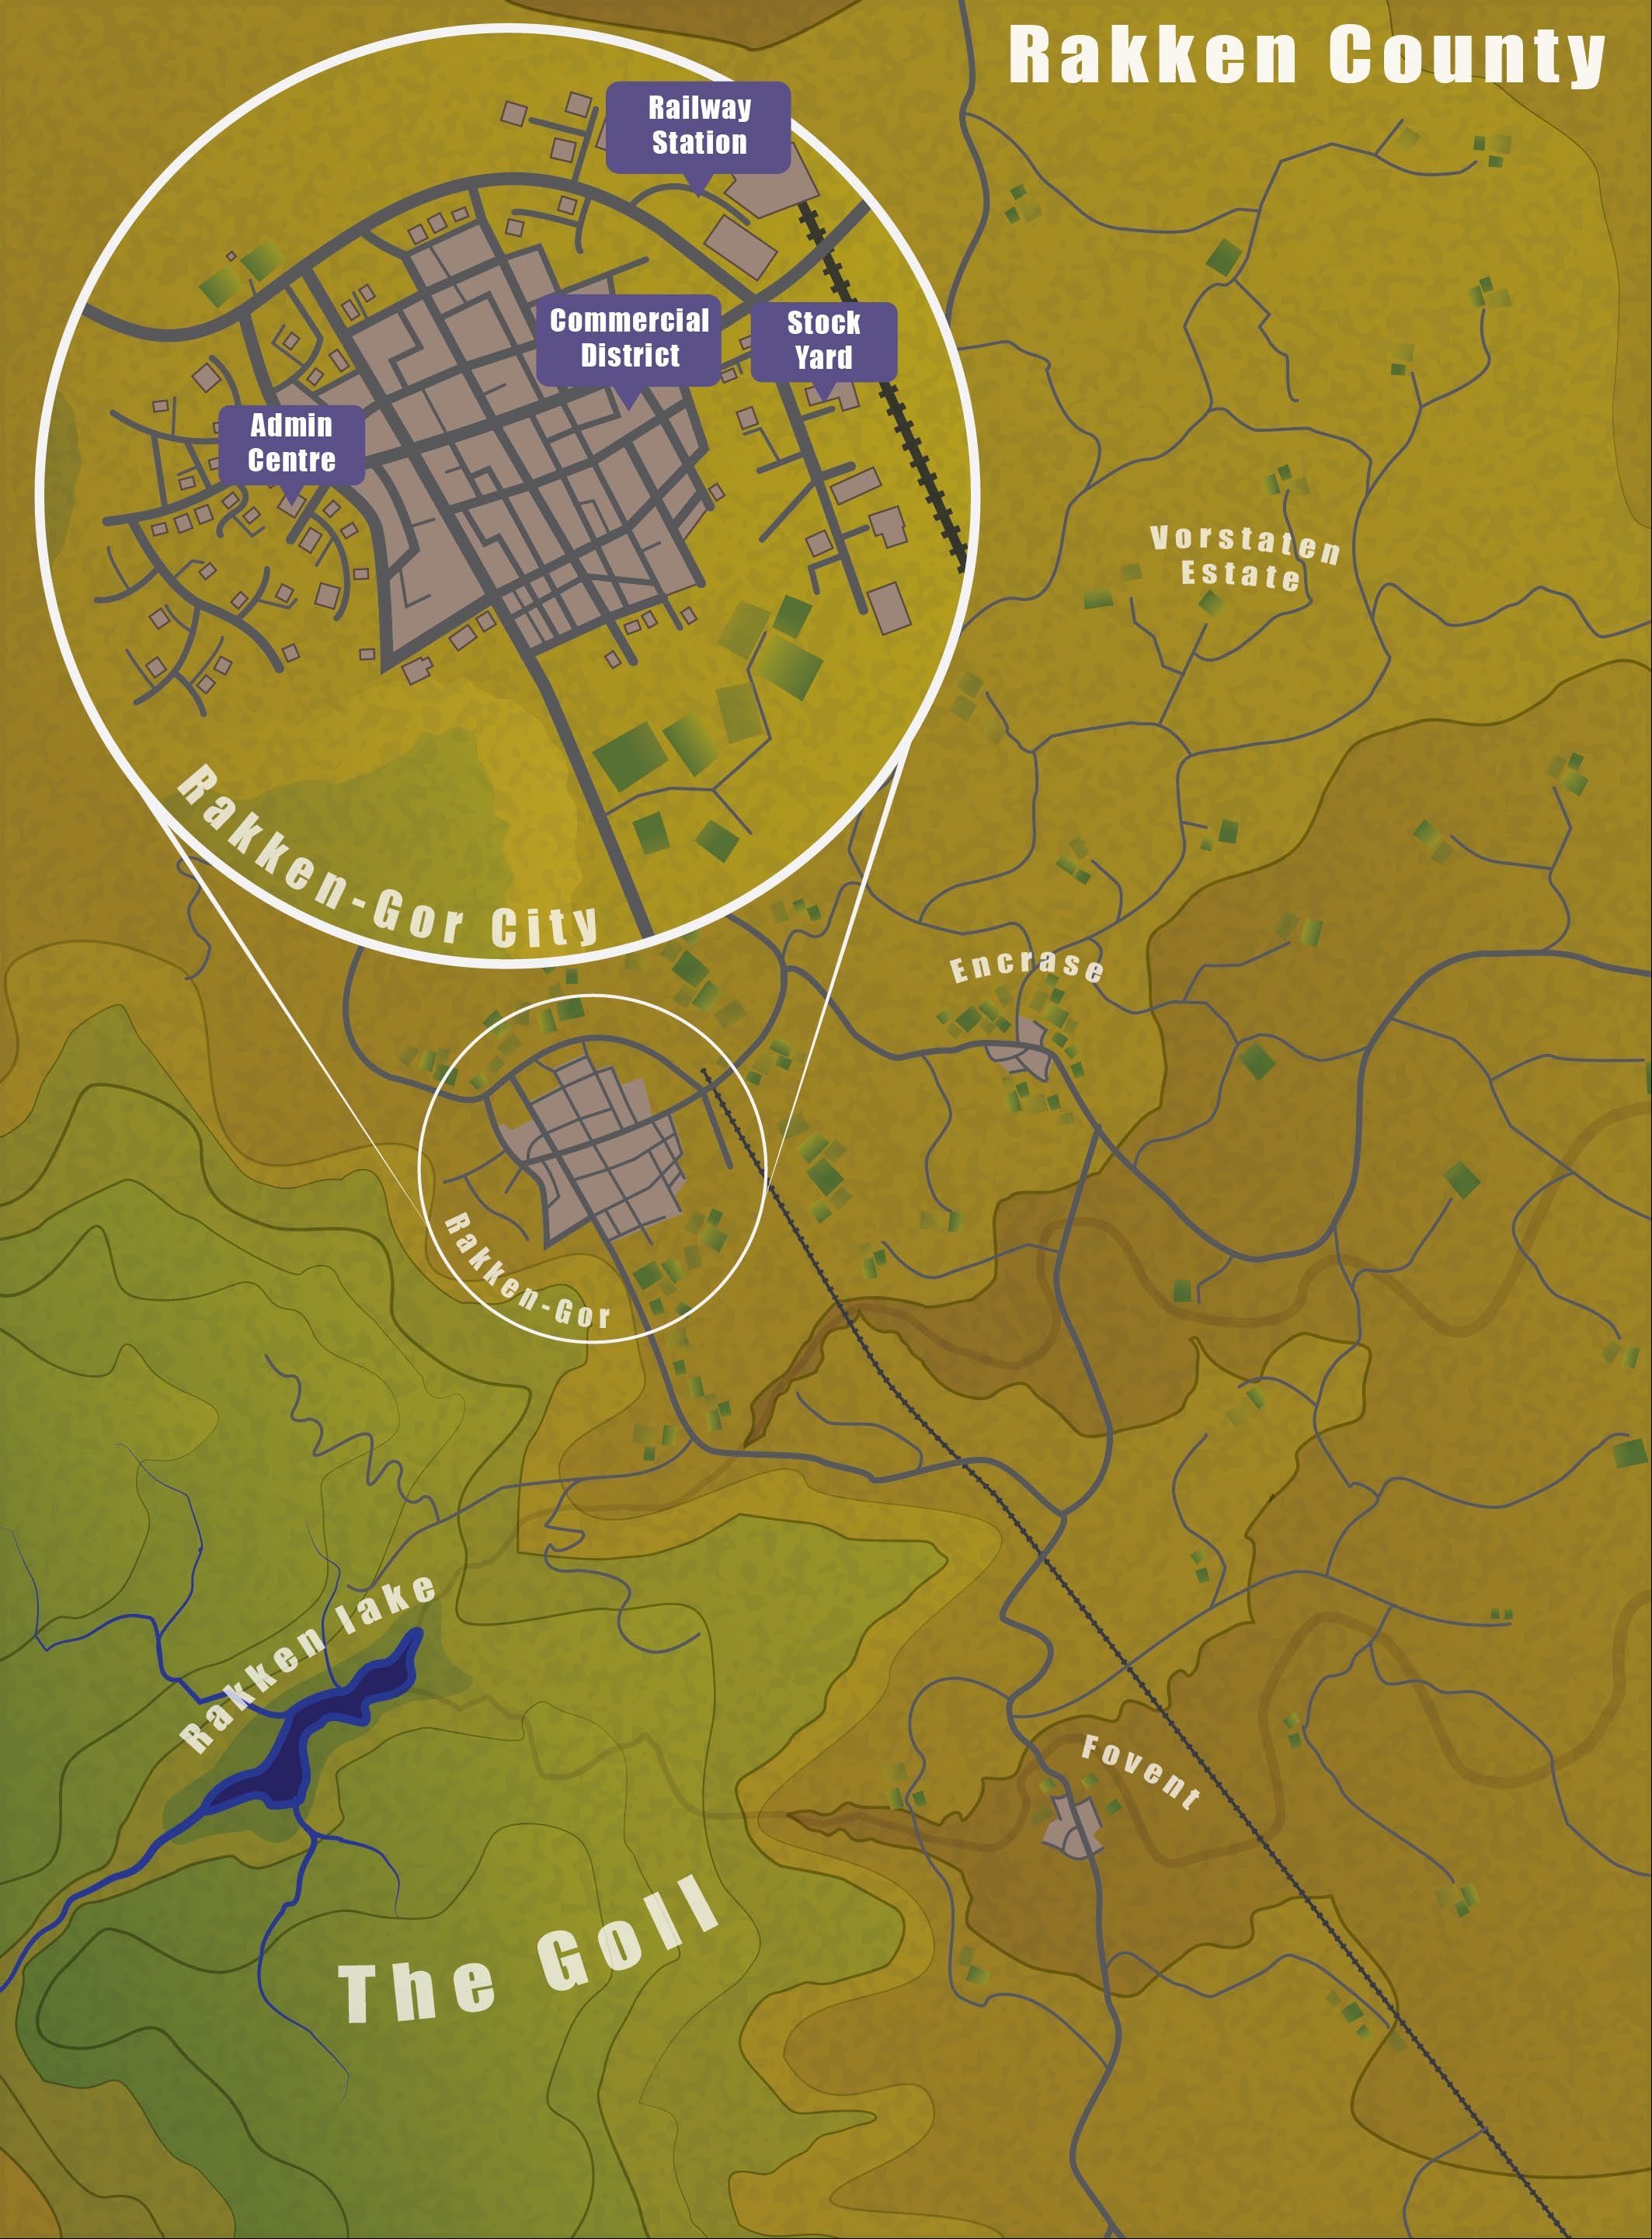 Rakken County
Railway
Station
Commercial
District
Stock
Yard
Admin
Centre
Vorstaten
Estate
Rakken-Gor City
Encrase
Rakken-Gor
Rakken lake
Fovent
The Goll